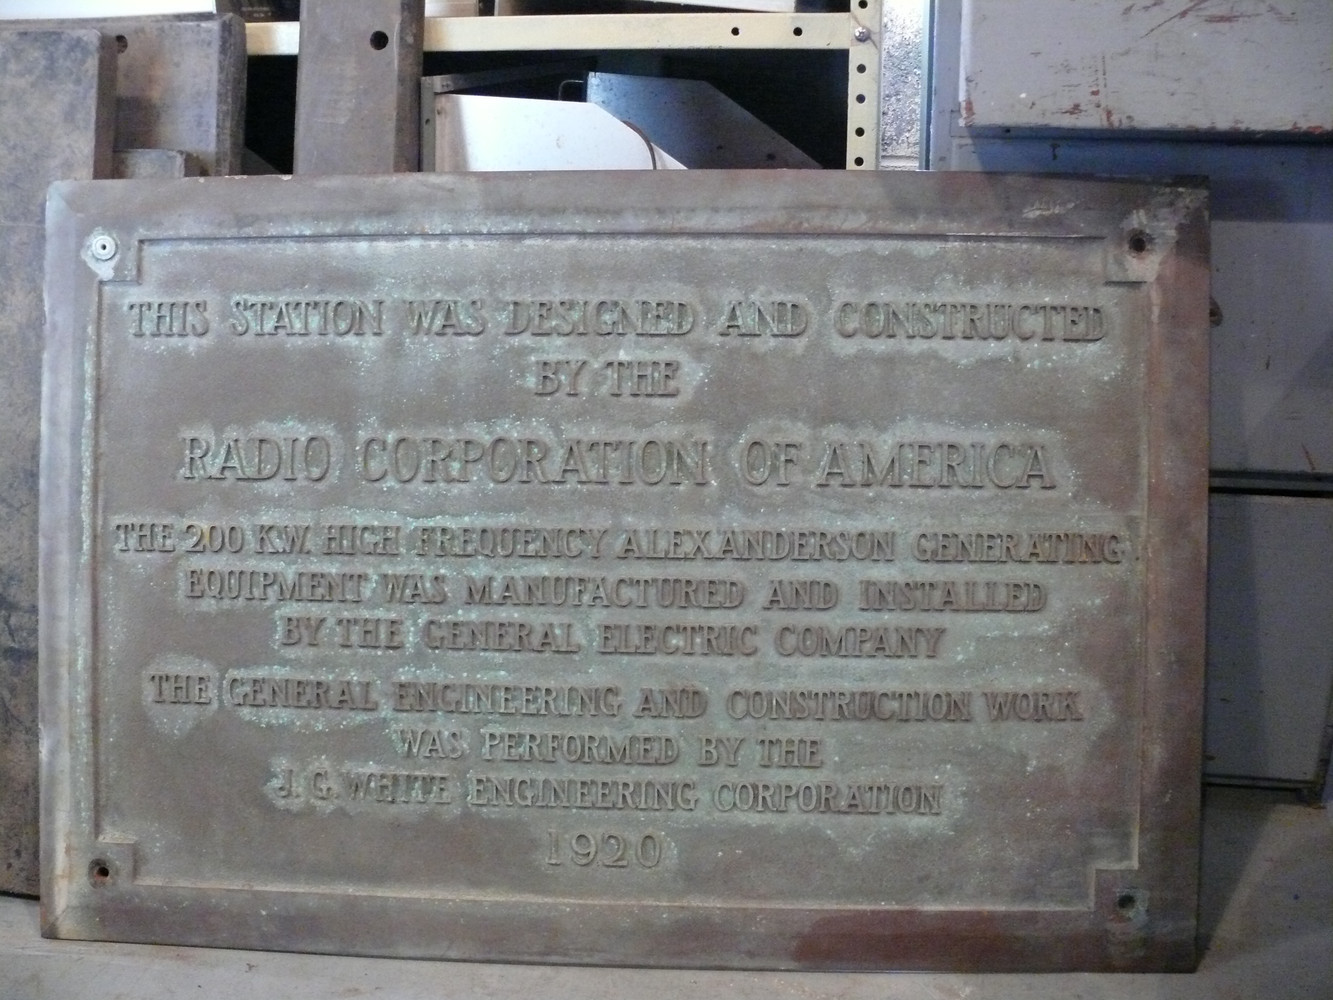 THIS STATION WAS DESIGNED AND CONSTRUCTED
BY THE
RADIO CORPORATION OF AMERICA
THE 200 K.W. HIGH FREQUENCY ALEXANDERSON GENERATING
EQUIPMENT WAS MANUFACTURED AND INSTALLED
BY THE GENERAL ELECTRIC COMPANY
THE GENERAL ENGINEERING AND CONSTRUCTION WORK
WAS PERFORMED BY THE
J. G. WHITE ENGINEERING CORPORATION
1920